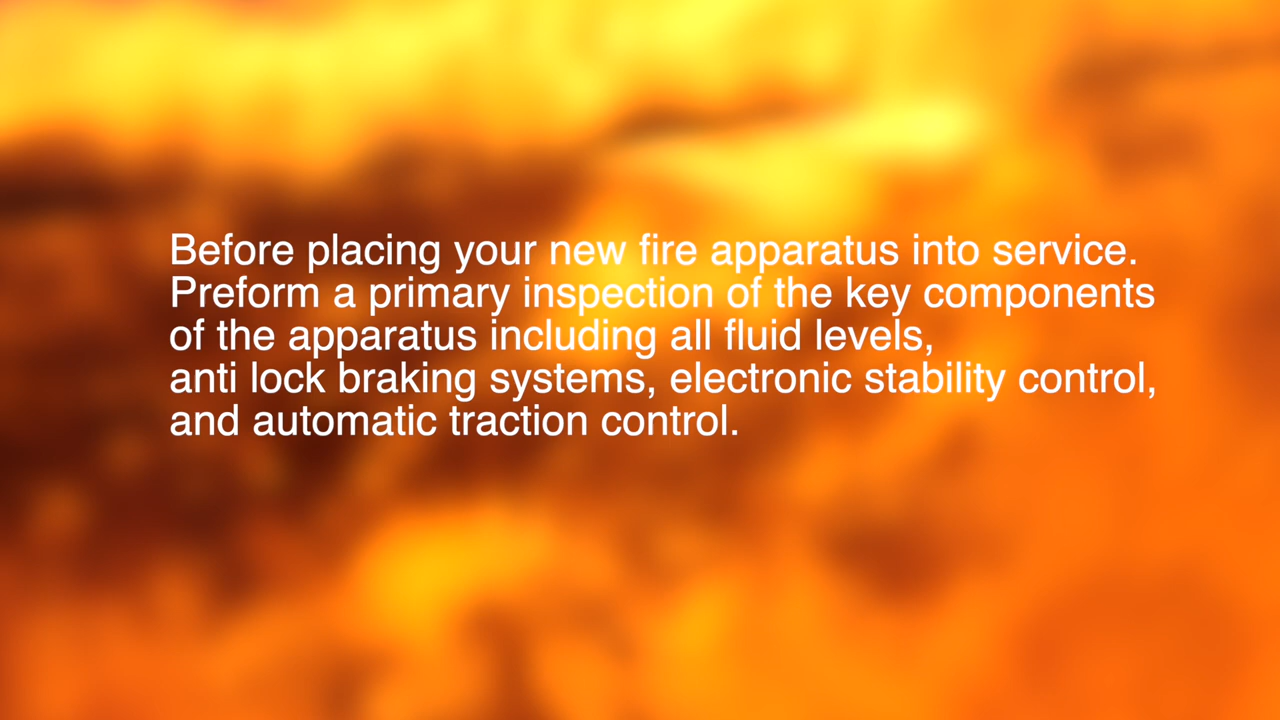 Before placing your new fire apparatus into service.
Preform a primary inspection of the key components
of the apparatus including all fluid levels,
anti lock braking systems, electronic stability control,
and automatic traction control.